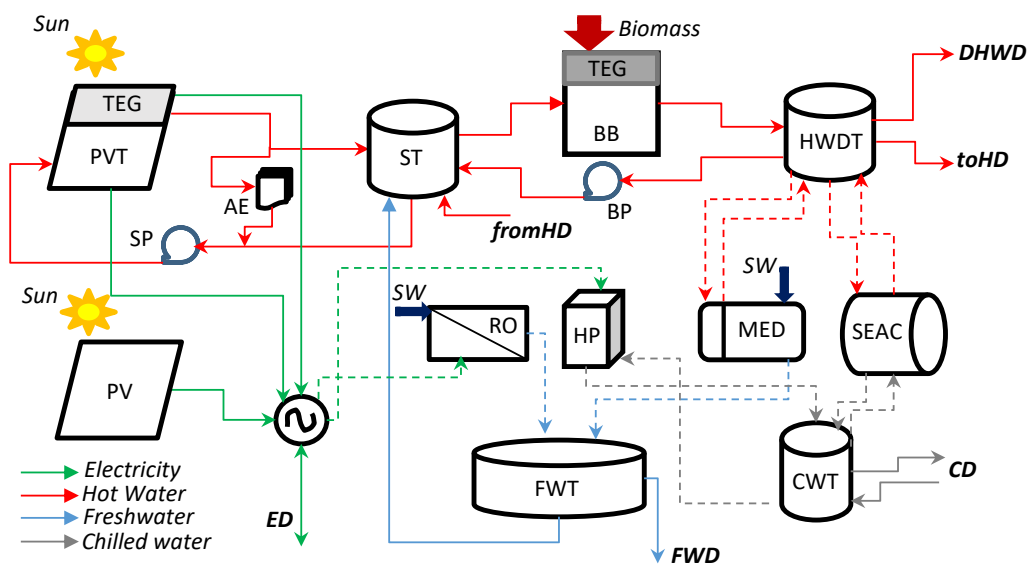 Sun
Biomass
DHWD
TEG
TEG
PVT
ST
BB
HWDT
toHD
AE
SP
BP
fromHD
Sun
SW
SW
RO
HP
MED
SEAC
PV
Electricity
Hot Water
Freshwater
Chilled water
ED
FWT
CWT
CD
FWD